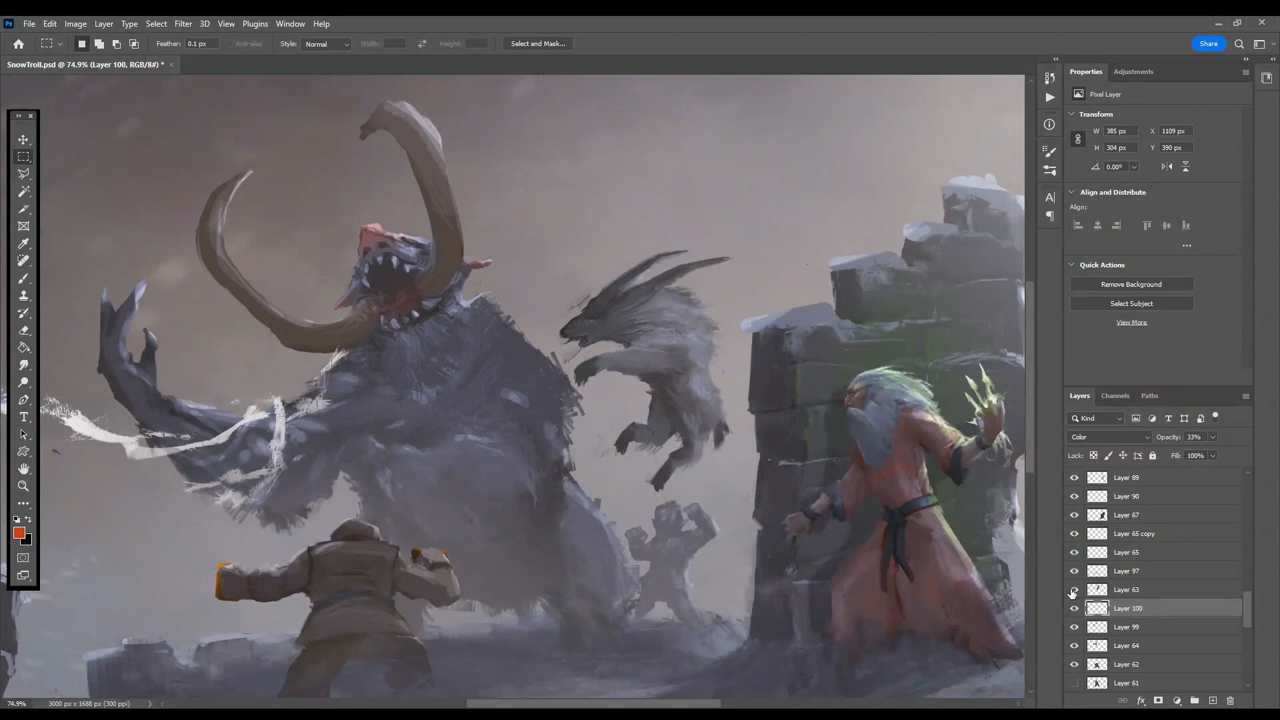 Ps File Edit Image Layer Type Select Filter 3D View Plugins Window Help
Feather: 0.1 px Anti-alias Style: Normal Width: Height: Select and Mask... Share
SnowTroll.psd @ 74.9% (Layer 100, RGB/8#) *
Properties Adjustments
Pixel Layer
Transform
W 385 px X 1109 px
H 304 px Y 390 px
0.00°
Align and Distribute
Align:
Quick Actions
Remove Background
Select Subject
View More
Layers Channels Paths
Kind
Color Opacity: 33%
Lock: Fill: 100%
Layer 89
Layer 90
Layer 67
Layer 65 copy
Layer 65
Layer 97
Layer 63
Layer 100
Layer 99
Layer 64
Layer 62
Layer 61
74.9% 3000 px x 1688 px (300 ppi)